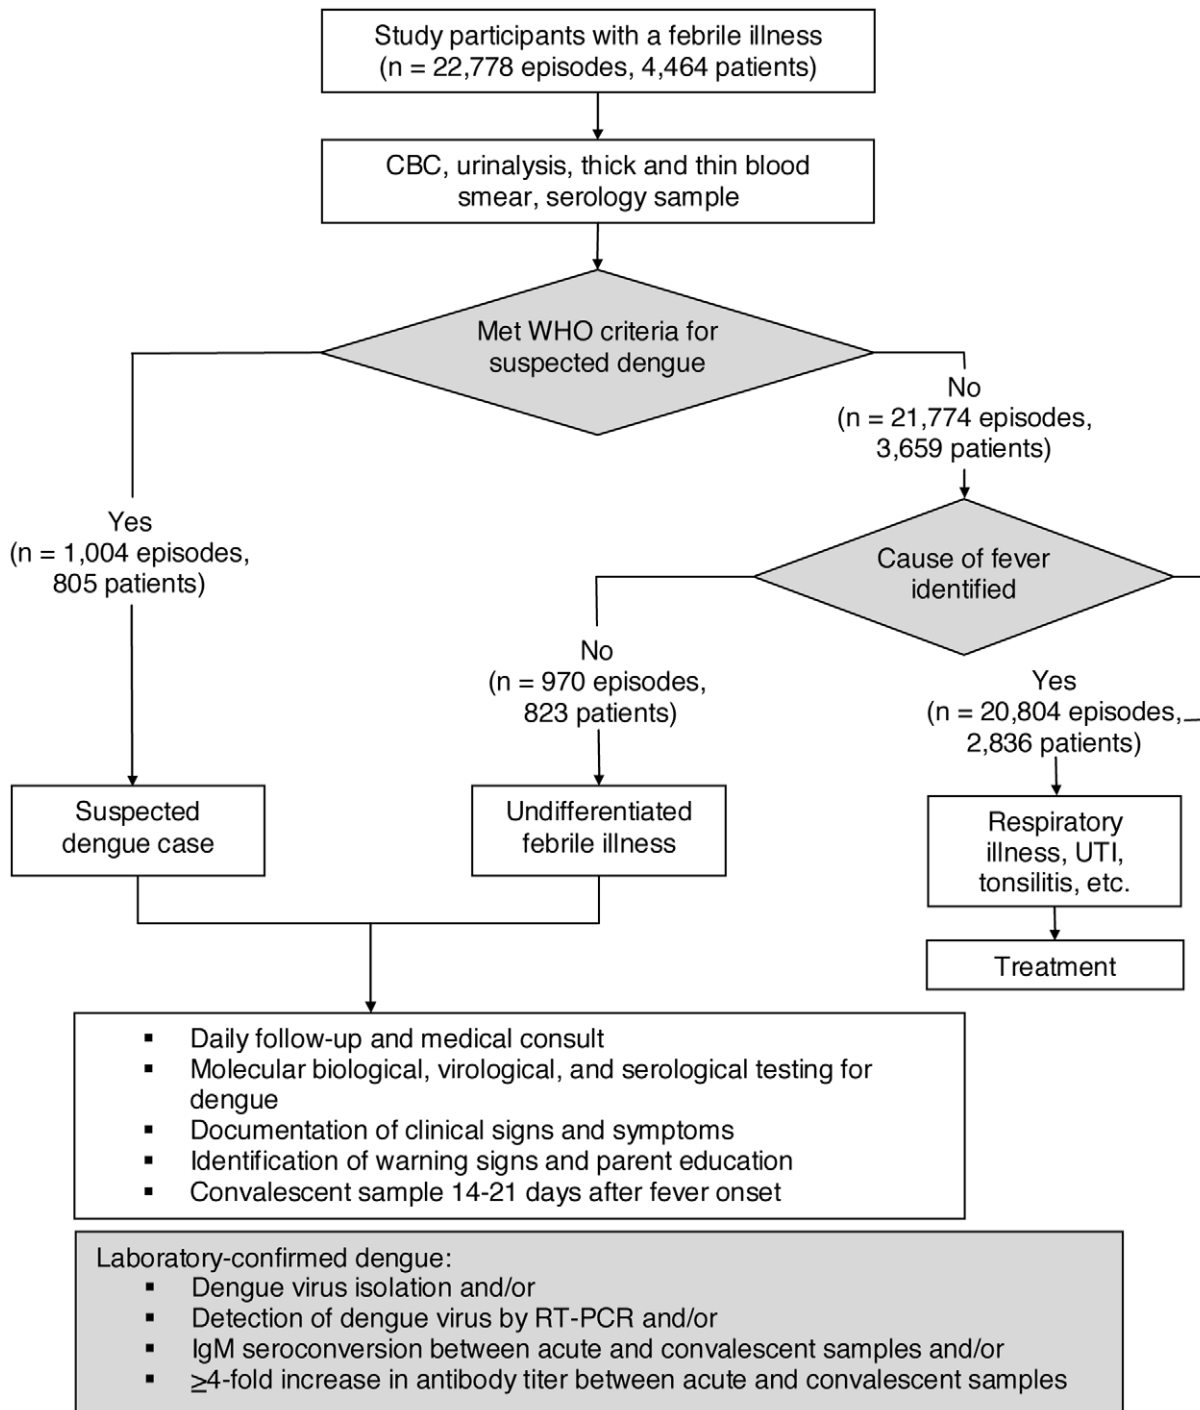 Study participants with a febrile illness
(n = 22,778 episodes, 4,464 patients)
CBC, urinalysis, thick and thin blood
smear, serology sample
Met WHO criteria for
suspected dengue
No
(n = 21,774 episodes,
3,659 patients)
Yes
(n = 1,004 episodes,
805 patients)
Cause of fever
identified
No
(n = 970 episodes,
823 patients)
Yes
(n = 20,804 episodes,
2,836 patients)
Suspected
dengue case
Undifferentiated
febrile illness
Respiratory
illness, UTI,
tonsilitis, etc.
Treatment
▪ Daily follow-up and medical consult
▪ Molecular biological, virological, and serological testing for
dengue
▪ Documentation of clinical signs and symptoms
▪ Identification of warning signs and parent education
▪ Convalescent sample 14-21 days after fever onset
Laboratory-confirmed dengue:
▪ Dengue virus isolation and/or
▪ Detection of dengue virus by RT-PCR and/or
▪ IgM seroconversion between acute and convalescent samples and/or
▪ ≥4-fold increase in antibody titer between acute and convalescent samples